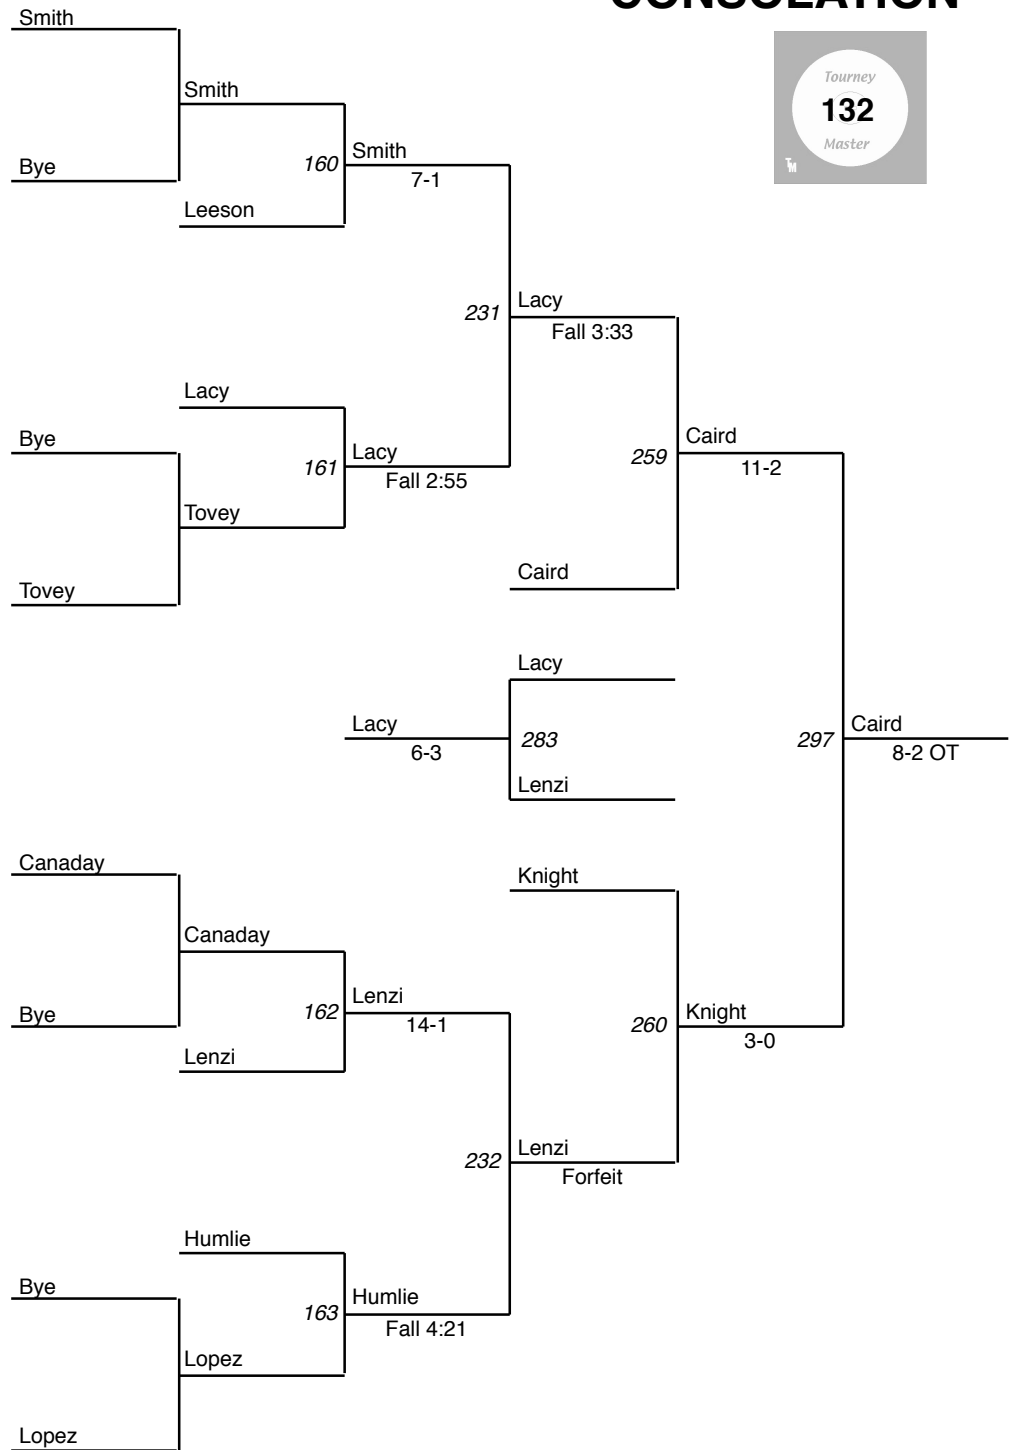 CONSOLATION
Smith
Tourney
132
Master
TM
Smith
Smith
160
7-1
Bye
Leeson
Lacy
231
Fall 3:33
Lacy
Bye
Caird
Lacy
259
161
11-2
Fall 2:55
Tovey
Caird
Tovey
Lacy
Lacy
Caird
283
297
6-3
8-2 OT
Lenzi
Canaday
Knight
Canaday
Lenzi
Knight
162
260
Bye
14-1
3-0
Lenzi
Lenzi
232
Forfeit
Humlie
Bye
Humlie
163
Fall 4:21
Lopez
Lopez